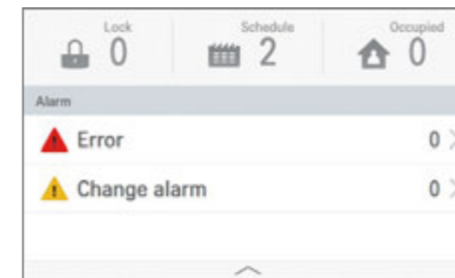 Lock Schedule Occupied
0 2 0
Alarm
Error 0
Change alarm 0